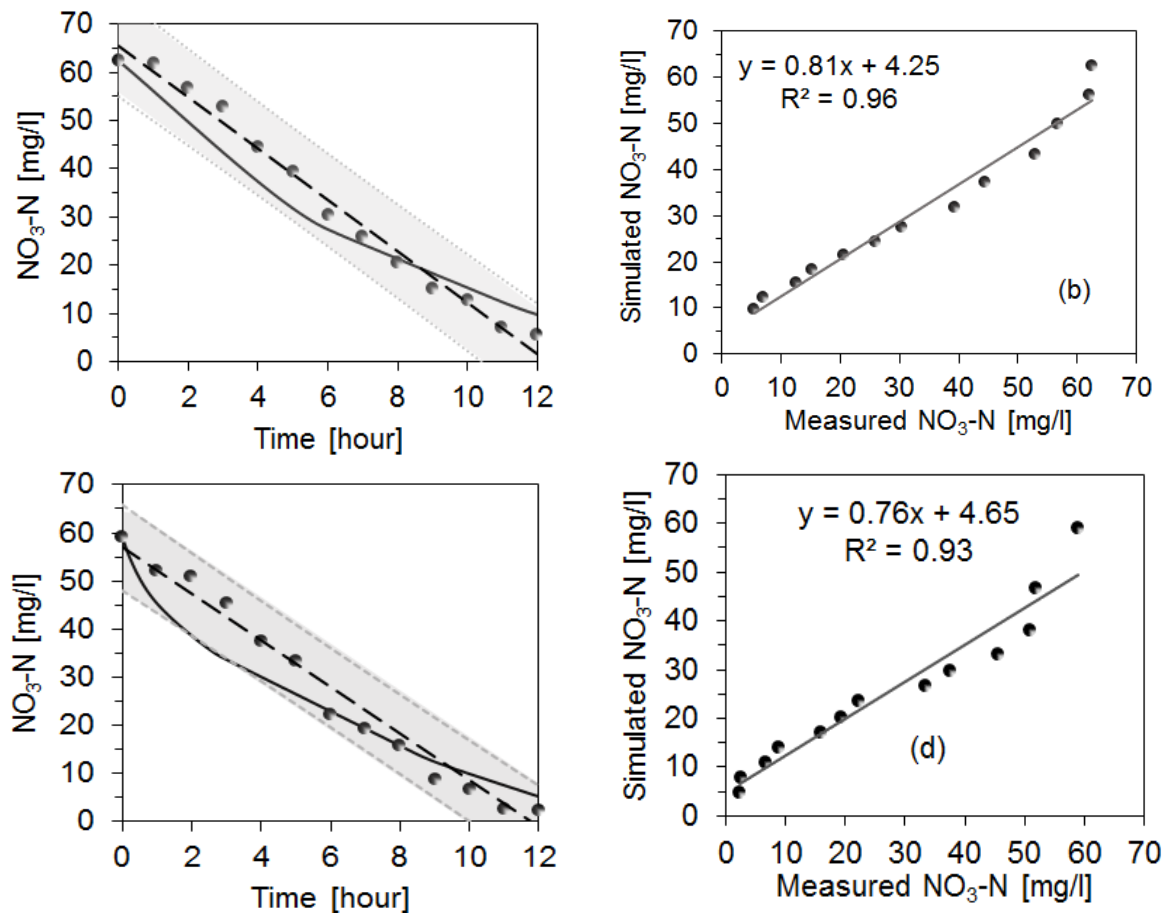 70
60
50
40
30
20
10
0
NO₃-N [mg/l]
0 2 4 6 8 10 12
Time [hour]
70
60
50
40
30
20
10
0
Simulated NO₃-N [mg/l]
y = 0.81x + 4.25
R² = 0.96
(b)
0 10 20 30 40 50 60 70
Measured NO₃-N [mg/l]
70
60
50
40
30
20
10
0
NO₃-N [mg/l]
0 2 4 6 8 10 12
Time [hour]
70
60
50
40
30
20
10
0
Simulated NO₃-N [mg/l]
y = 0.76x + 4.65
R² = 0.93
(d)
0 10 20 30 40 50 60 70
Measured NO₃-N [mg/l]